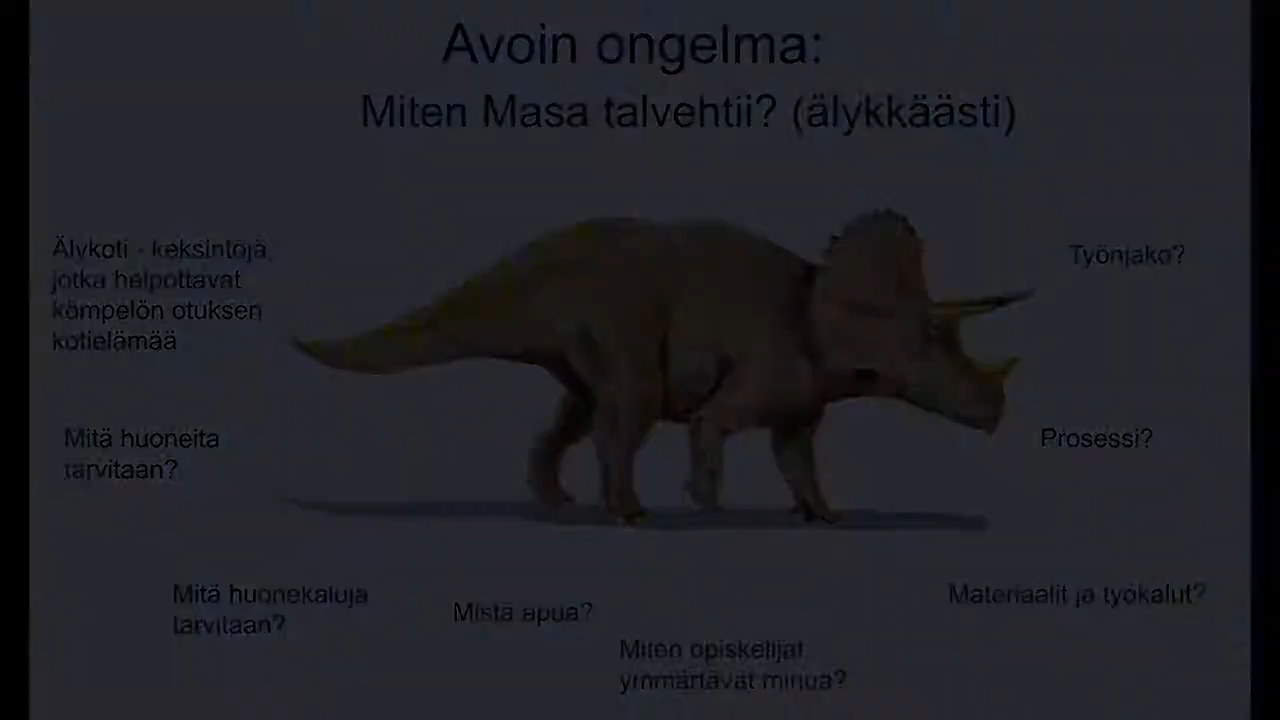 Avoin ongelma:
Miten Masa talvehtii? (älykkäästi)
Älykoti - keksintöjä,
jotka helpottavat
kömpelön otuksen
kotielämää
Työnjako?
Mitä huoneita
tarvitaan?
Prosessi?
Mitä huonekaluja
tarvitaan?
Mistä apua?
Materiaalit ja työkalut?
Miten opiskelijat
ymmärtävät minua?